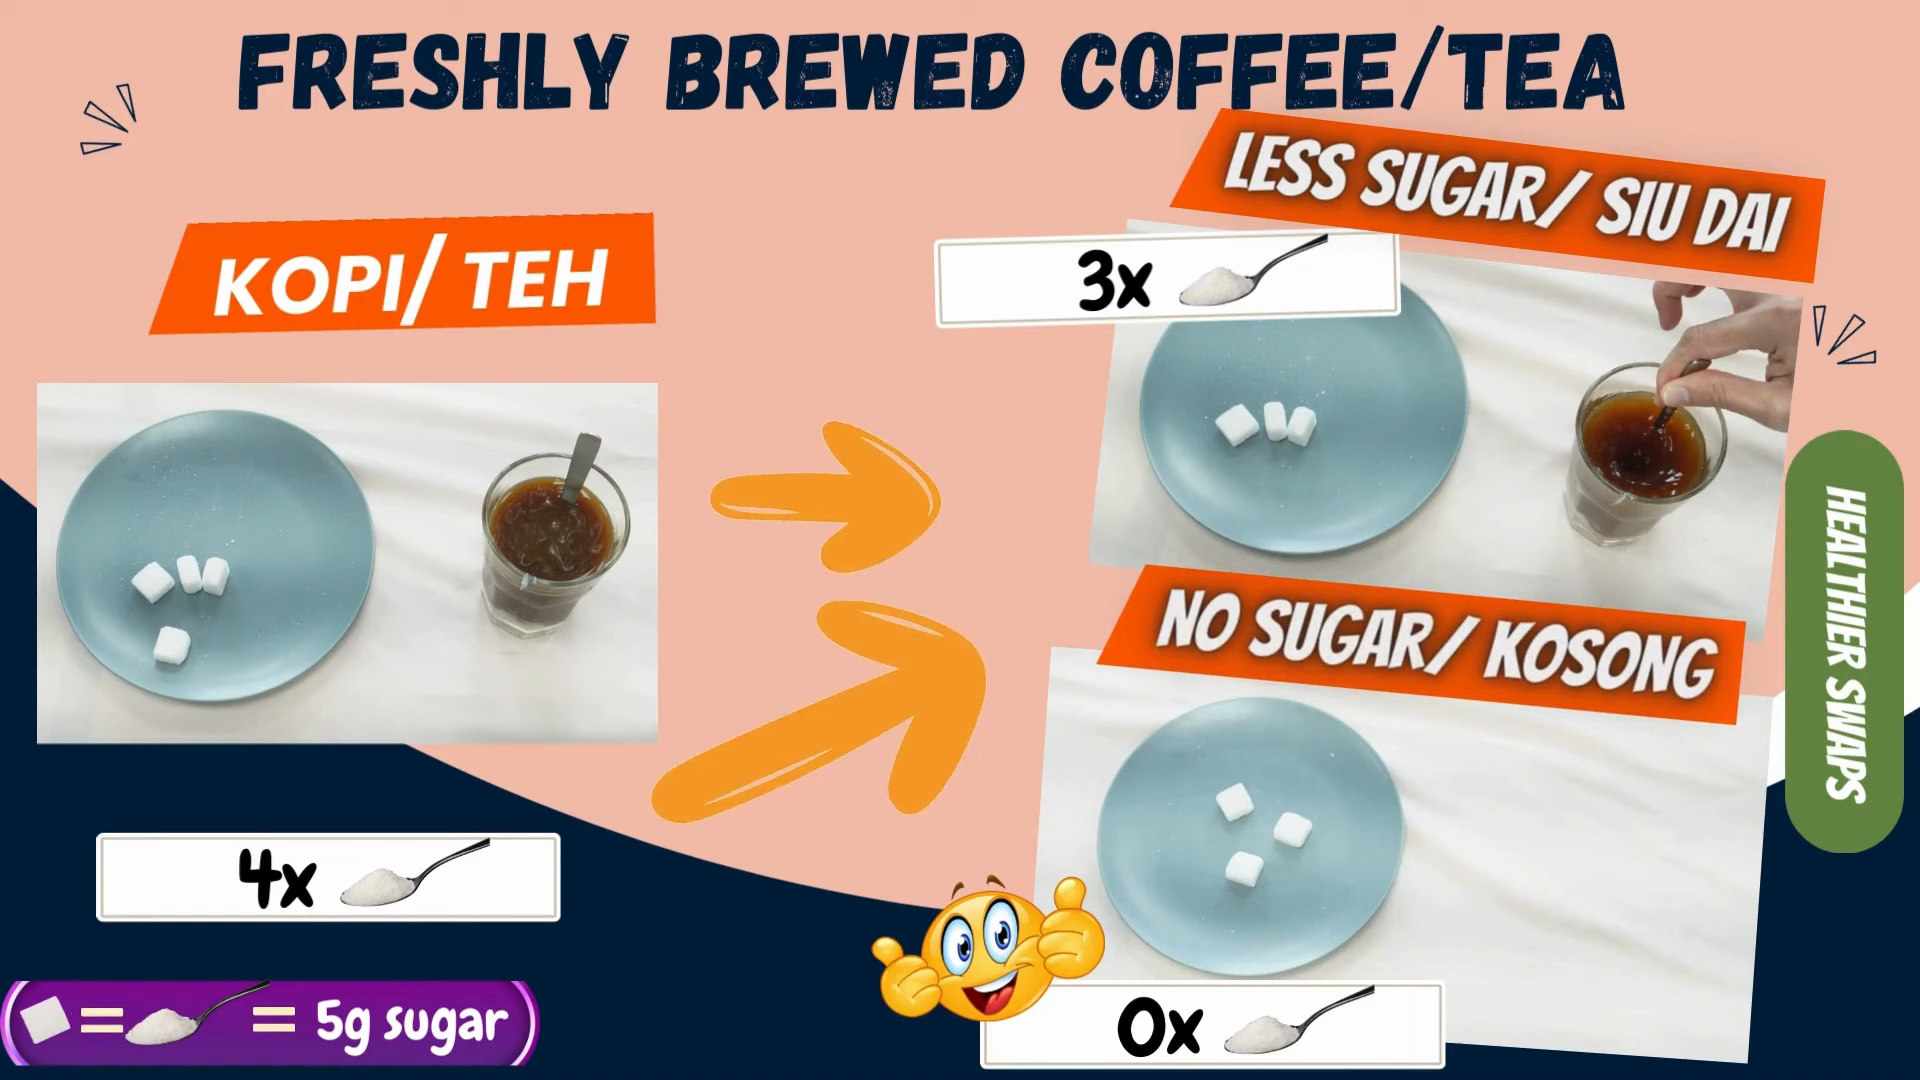 FRESHLY BREWED COFFEE/TEA
LESS SUGAR/ SIU DAI
KOPI/ TEH
3x
NO SUGAR/ KOSONG
HEALTHIER SWAPS
4x
0x
= = 5g sugar